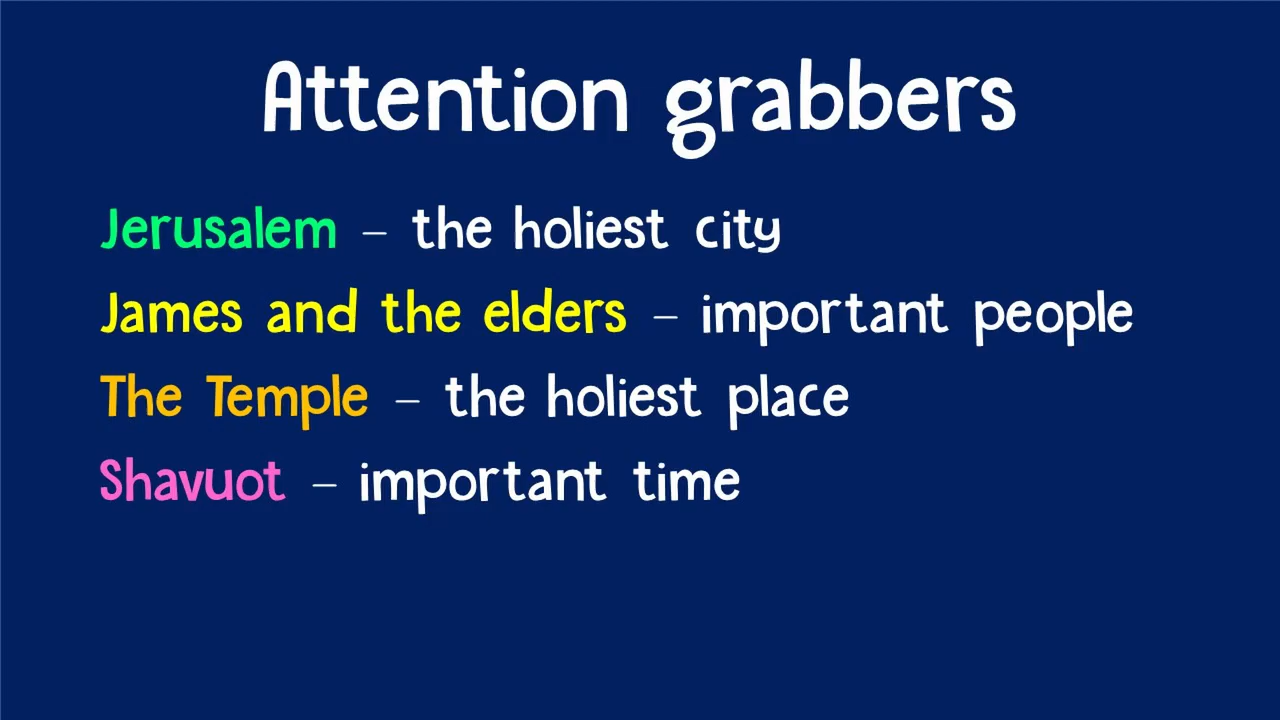 Attention grabbers
Jerusalem – the holiest city
James and the elders – important people
The Temple – the holiest place
Shavuot – important time